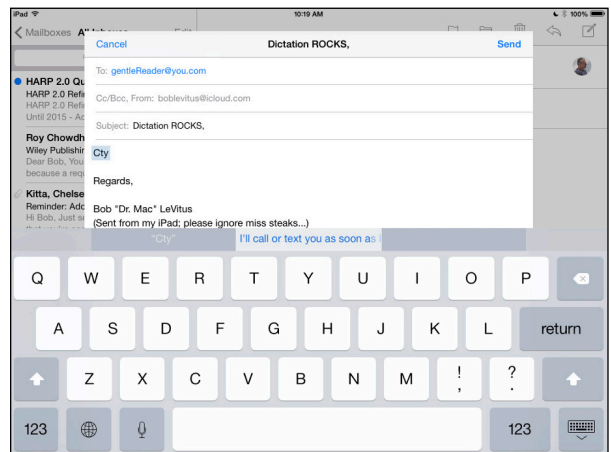 iPad
10:19 AM
100%
Mailboxes
Edit
Cancel
Dictation ROCKS,
Send
To: gentleReader@you.com
Cc/Bcc, From: boblevitus@icloud.com
Subject: Dictation ROCKS,
Cty
Regards,
Bob "Dr. Mac" LeVitus
(Sent from my iPad; please ignore miss steaks...)
HARP 2.0 Qu
HARP 2.0 Refi
HARP 2.0 Refi
Until 2015 - Ac
Roy Chowdh
Wiley Publishin
Dear Bob, You
because a requ
Kitta, Chelse
Reminder: Add
Hi Bob, Just s
"Cty"
I'll call or text you as soon as i
Q W E R T Y U I O P
A S D F G H J K L return
Z X C V B N M ! , ? .
123
123